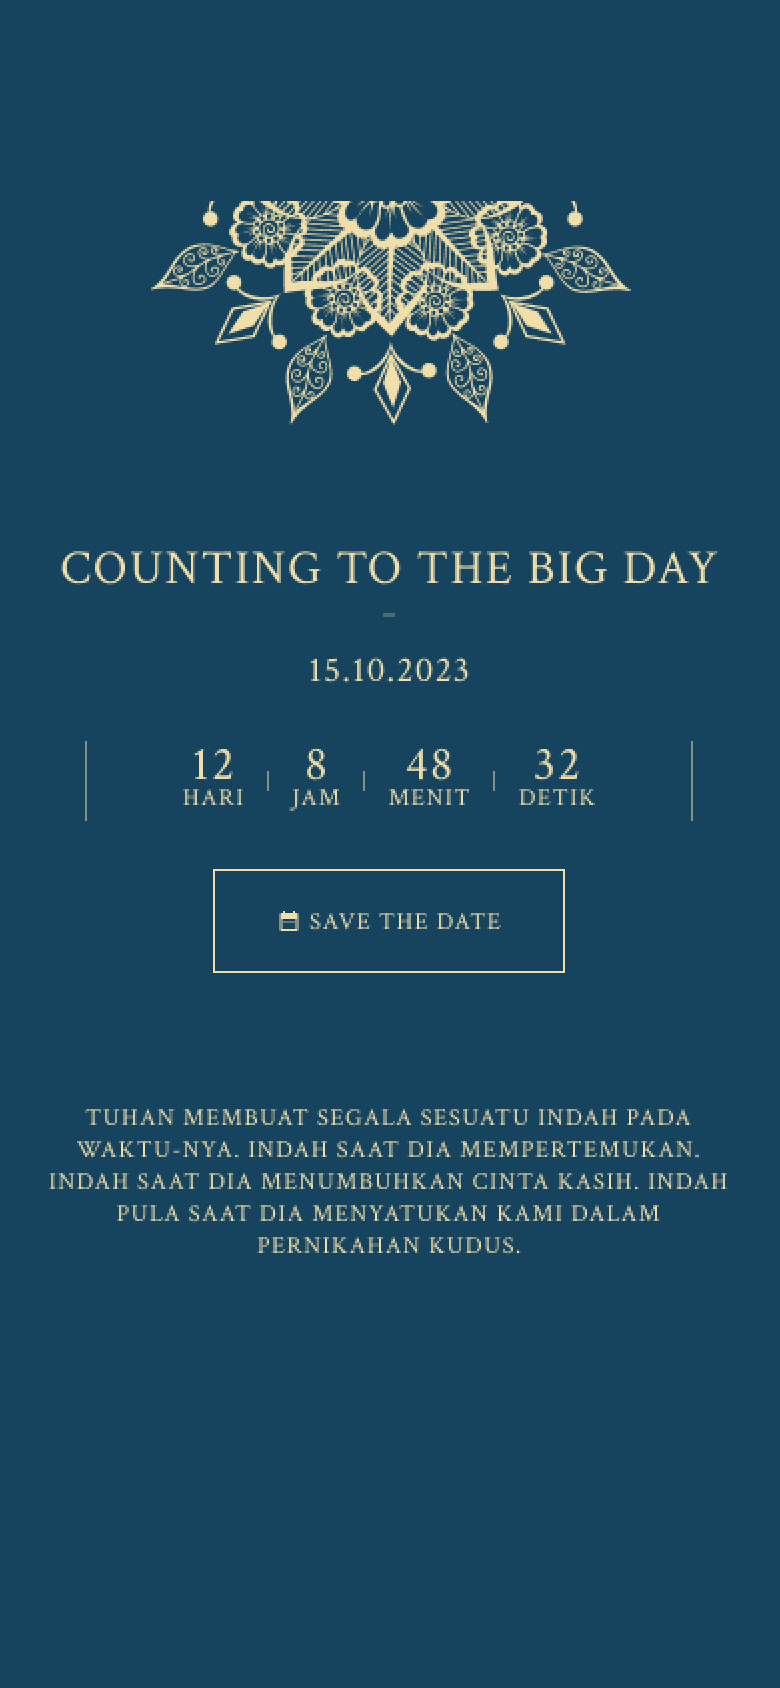 COUNTING TO THE BIG DAY
15.10.2023
12 8 48 32
HARI JAM MENIT DETIK
SAVE THE DATE
TUHAN MEMBUAT SEGALA SESUATU INDAH PADA
WAKTU-NYA. INDAH SAAT DIA MEMPERTEMUKAN.
INDAH SAAT DIA MENUMBUHKAN CINTA KASIH. INDAH
PULA SAAT DIA MENYATUKAN KAMI DALAM
PERNIKAHAN KUDUS.